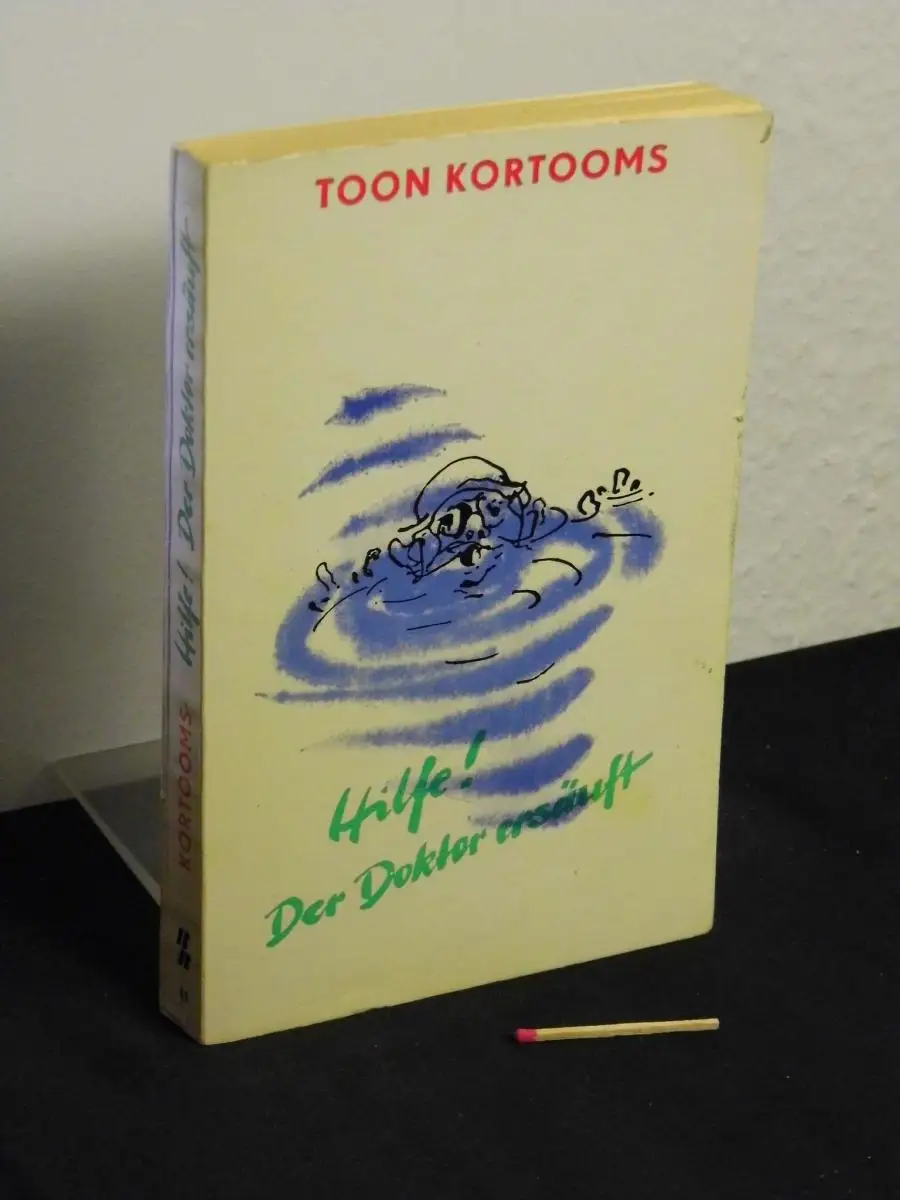 TOON KORTOOMS
Hilfe!
Der Doktor ersäuft
KORTOOMS Hilfe! Der Doktor ersäuft